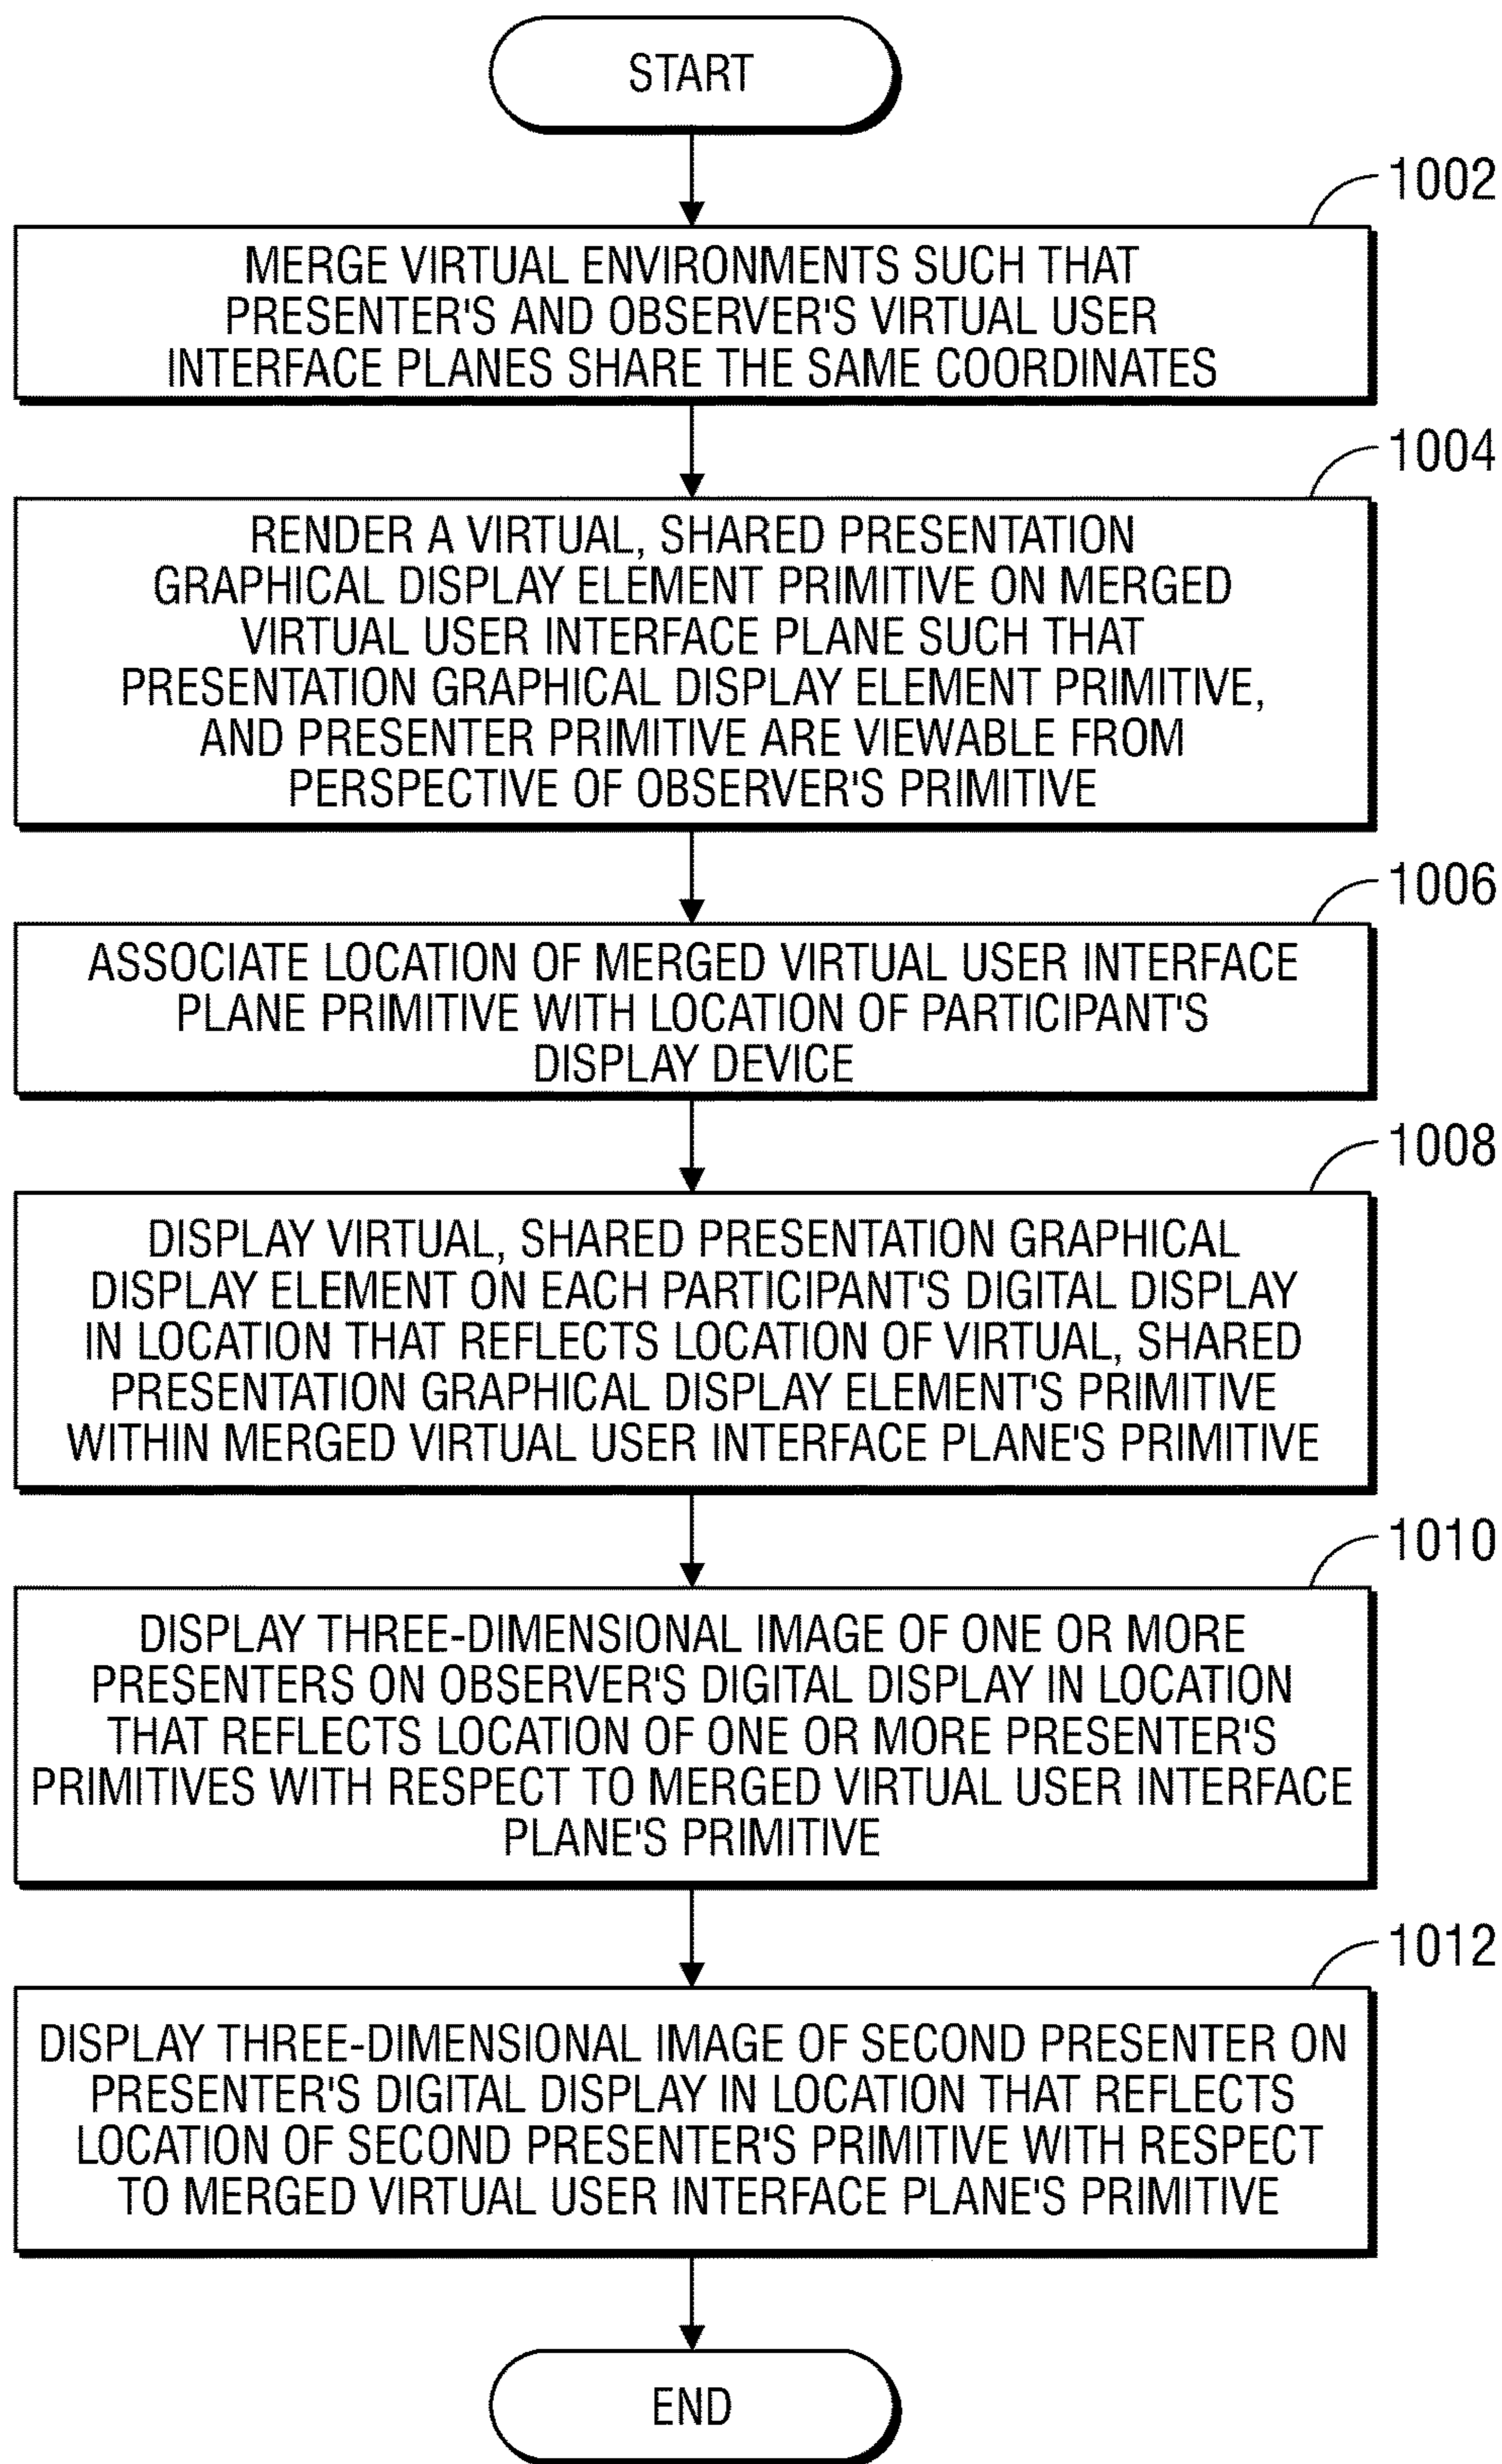 START
1002
MERGE VIRTUAL ENVIRONMENTS SUCH THAT
PRESENTER'S AND OBSERVER'S VIRTUAL USER
INTERFACE PLANES SHARE THE SAME COORDINATES
1004
RENDER A VIRTUAL, SHARED PRESENTATION
GRAPHICAL DISPLAY ELEMENT PRIMITIVE ON MERGED
VIRTUAL USER INTERFACE PLANE SUCH THAT
PRESENTATION GRAPHICAL DISPLAY ELEMENT PRIMITIVE,
AND PRESENTER PRIMITIVE ARE VIEWABLE FROM
PERSPECTIVE OF OBSERVER'S PRIMITIVE
1006
ASSOCIATE LOCATION OF MERGED VIRTUAL USER INTERFACE
PLANE PRIMITIVE WITH LOCATION OF PARTICIPANT'S
DISPLAY DEVICE
1008
DISPLAY VIRTUAL, SHARED PRESENTATION GRAPHICAL
DISPLAY ELEMENT ON EACH PARTICIPANT'S DIGITAL DISPLAY
IN LOCATION THAT REFLECTS LOCATION OF VIRTUAL, SHARED
PRESENTATION GRAPHICAL DISPLAY ELEMENT'S PRIMITIVE
WITHIN MERGED VIRTUAL USER INTERFACE PLANE'S PRIMITIVE
1010
DISPLAY THREE-DIMENSIONAL IMAGE OF ONE OR MORE
PRESENTERS ON OBSERVER'S DIGITAL DISPLAY IN LOCATION
THAT REFLECTS LOCATION OF ONE OR MORE PRESENTER'S
PRIMITIVES WITH RESPECT TO MERGED VIRTUAL USER INTERFACE
PLANE'S PRIMITIVE
1012
DISPLAY THREE-DIMENSIONAL IMAGE OF SECOND PRESENTER ON
PRESENTER'S DIGITAL DISPLAY IN LOCATION THAT REFLECTS
LOCATION OF SECOND PRESENTER'S PRIMITIVE WITH RESPECT
TO MERGED VIRTUAL USER INTERFACE PLANE'S PRIMITIVE
END